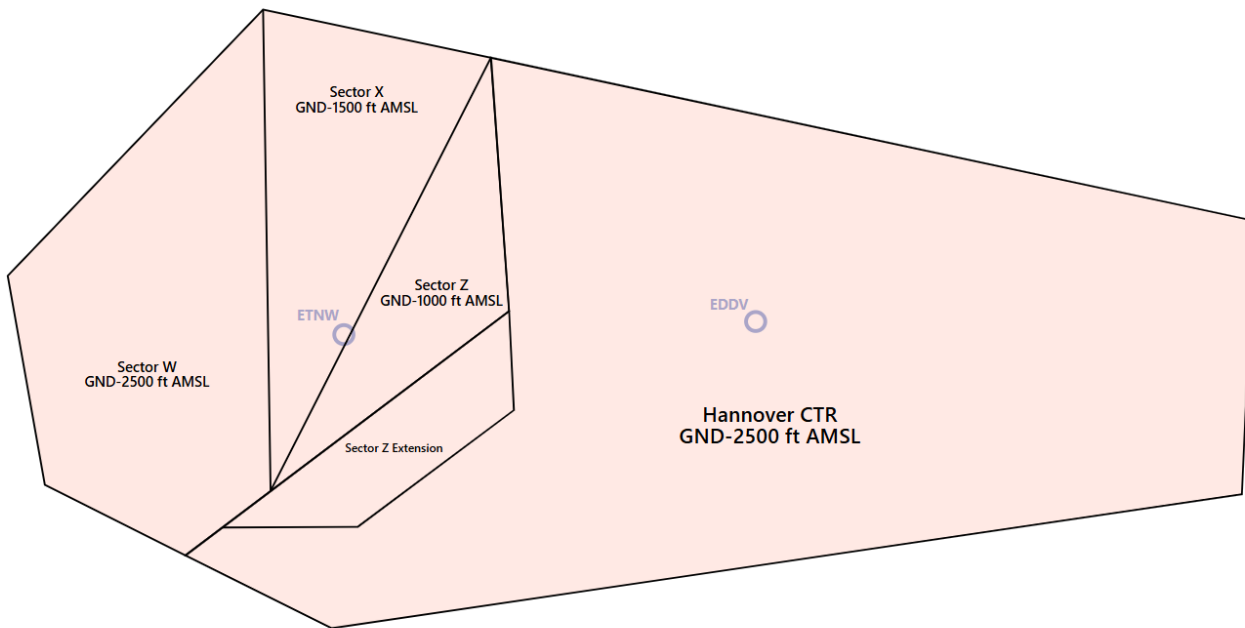 Sector X
GND-1500 ft AMSL
Sector Z
GND-1000 ft AMSL
ETNW
EDDV
Sector W
GND-2500 ft AMSL
Hannover CTR
GND-2500 ft AMSL
Sector Z Extension